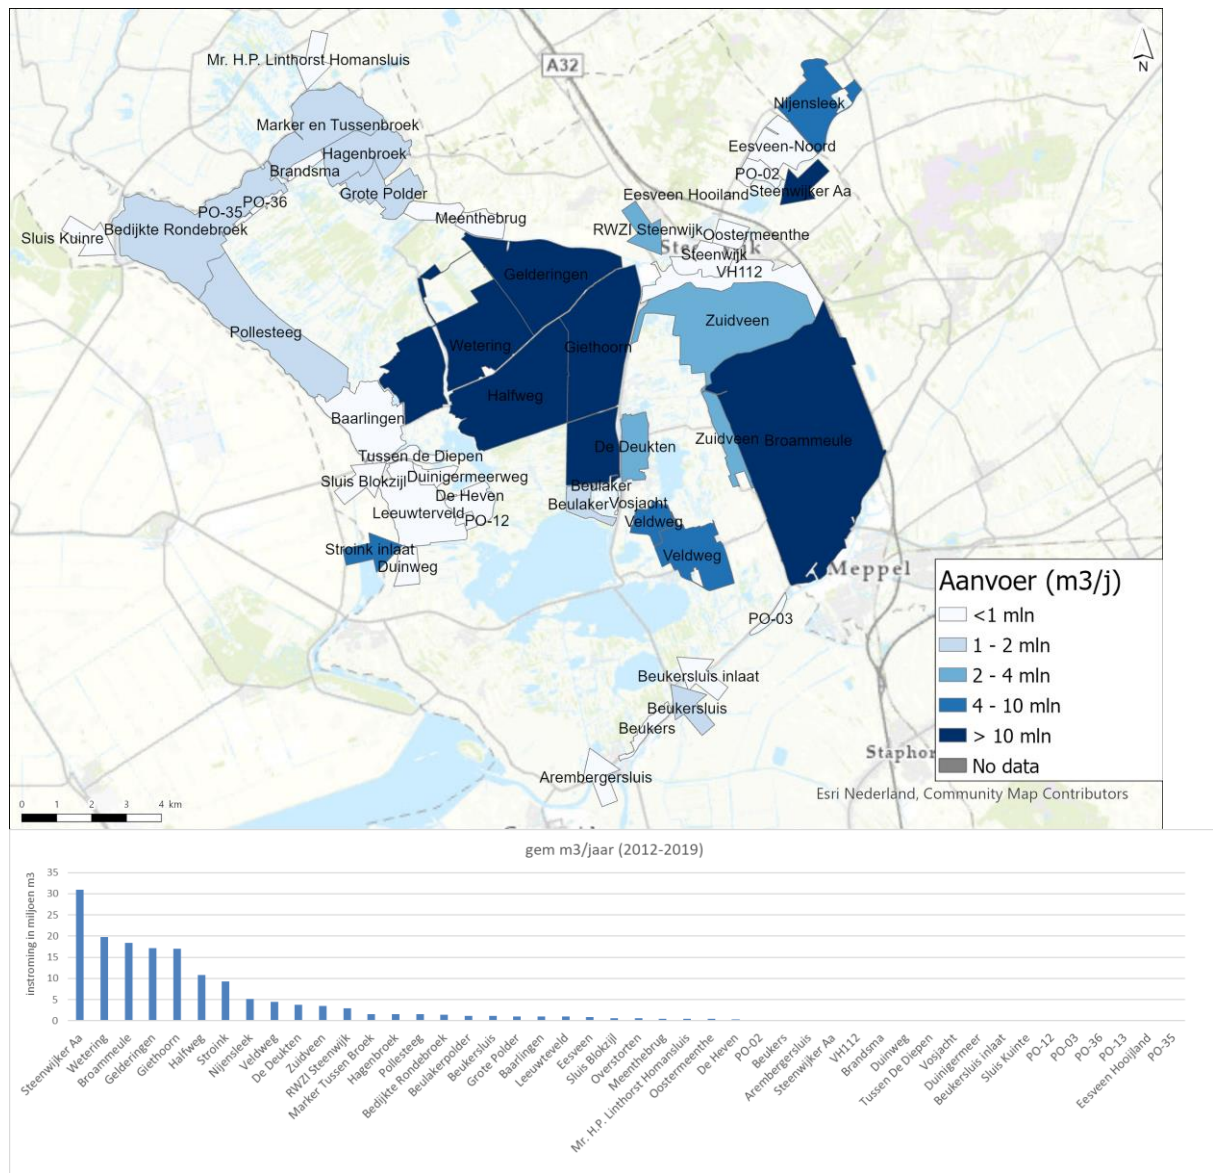 Mr. H.P. Linthorst Homansluis
A32
N
Nijensleek
Marker en Tussenbroek
Hagenbroek
Eesveen-Noord
Brandsma
PO-02
Grote Polder
Eesveen Hooiland
Steenwijker Aa
PO-36
PO-35
Meenthebrug
Bedijkte Rondebroek
Sluis Kuinre
RWZI Steenwijk
Oostermeenthe
Steenwijk
VH112
Gelderingen
Zuidveen
Pollesteeg
Wetering
Giethoorn
Halfweg
Baarlingen
Zuidveen
Broammeule
De Deukten
Tussen de Diepen
Sluis Blokzijl
Duinigermeerweg
Beulaker
De Heven
Beulaker
Vosjacht
Leeuwterveld
PO-12
Veldweg
Stroink inlaat
Veldweg
Duinweg
Meppel
PO-03
Beukersluis inlaat
Beukersluis
Beukers
Arembergersluis
Staphor
Aanvoer (m3/j)
<1 mln
1 - 2 mln
2 - 4 mln
4 - 10 mln
> 10 mln
No data
Esri Nederland, Community Map Contributors
0 1 2 3 4 km
gem m3/jaar (2012-2019)
instroming in miljoen m3
35
30
25
20
15
10
5
0
Steenwijker Aa
Wetering
Broammeule
Gelderingen
Giethoorn
Halfweg
Stroink
Nijensleek
Veldweg
De Deukten
Zuidveen
RWZI Steenwijk
Marker Tussen Broek
Hagenbroek
Pollesteeg
Bedijkte Rondebroek
Beulakerpolder
Beukersluis
Grote Polder
Baarlingen
Leeuwteveld
Eesveen
Sluis Blokzijl
Overstorten
Meenthebrug
Mr. H.P. Linthorst Homansluis
Oostermeenthe
De Heven
PO-02
Beukers
Arembergersluis
Steenwijker Aa
VH112
Brandsma
Duinweg
Tussen De Diepen
Vosjacht
Duinigermeer
Beukersluis inlaat
Sluis Kuinte
PO-12
PO-03
PO-36
PO-13
Eesveen Hooijland
PO-35